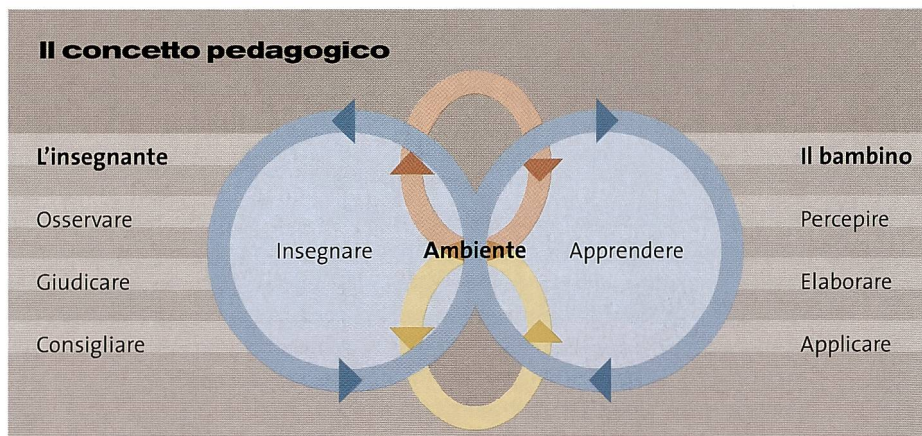 Il concetto pedagogico
L'insegnante
Il bambino
Osservare
Percepire
Insegnare
Ambiente
Apprendere
Giudicare
Elaborare
Consigliare
Applicare